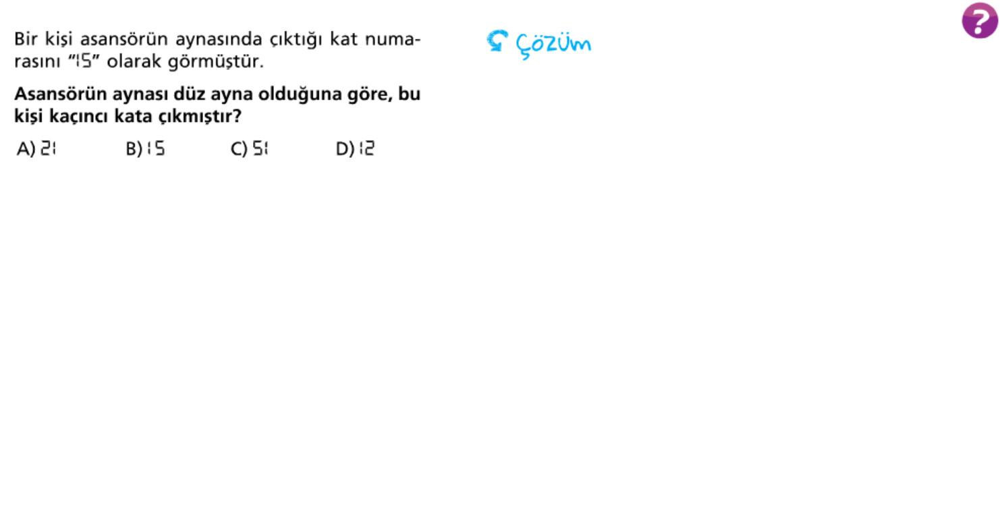 ?
Bir kişi asansörün aynasında çıktığı kat numa-
rasını “15” olarak görmüştür.
Asansörün aynası düz ayna olduğuna göre, bu
kişi kaçıncı kata çıkmıştır?
A) 21 B) 15 C) 51 D) 12
Çözüm